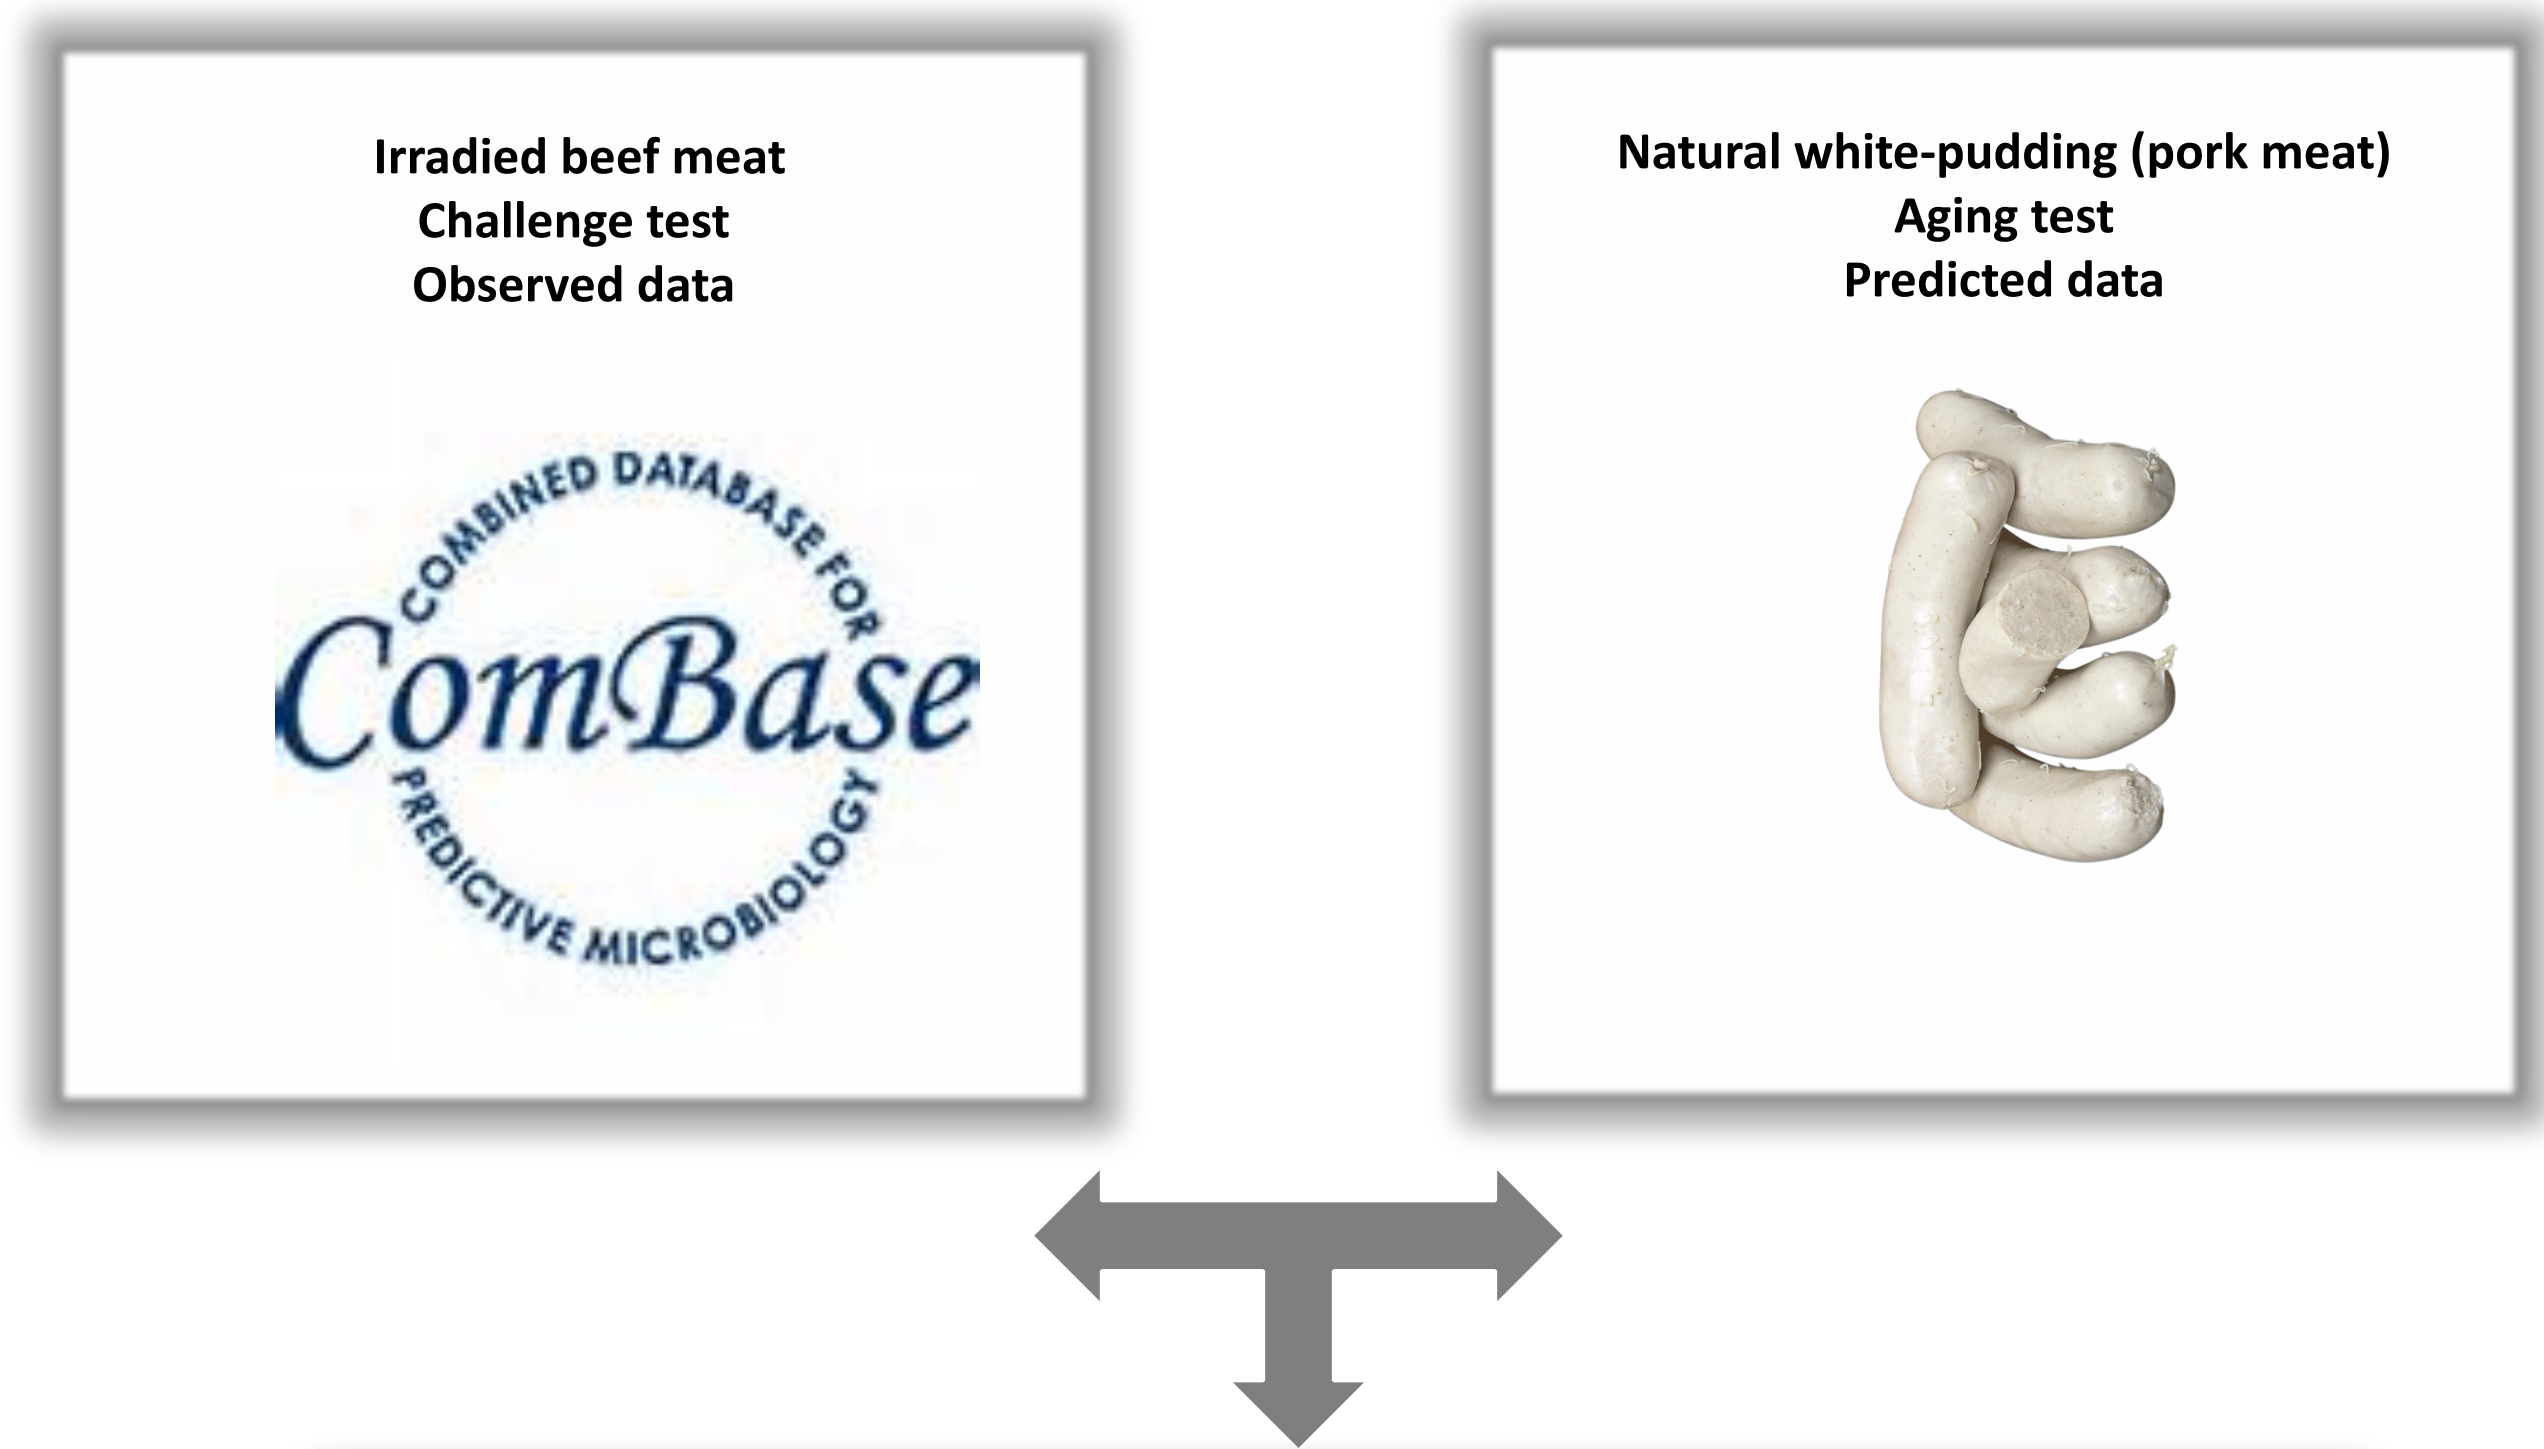 Irradied beef meat
Challenge test
Observed data
COMBINED DATABASE FOR
ComBase
PREDICTIVE MICROBIOLOGY
Natural white-pudding (pork meat)
Aging test
Predicted data